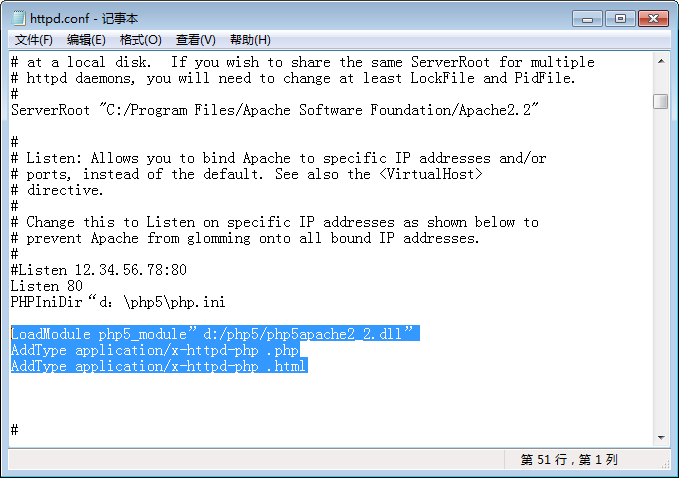 httpd.conf - 记事本
文件(F) 编辑(E) 格式(O) 查看(V) 帮助(H)
# at a local disk.  If you wish to share the same ServerRoot for multiple
# httpd daemons, you will need to change at least LockFile and PidFile.
#
ServerRoot "C:/Program Files/Apache Software Foundation/Apache2.2"
#
# Listen: Allows you to bind Apache to specific IP addresses and/or
# ports, instead of the default. See also the <VirtualHost>
# directive.
#
# Change this to Listen on specific IP addresses as shown below to
# prevent Apache from glomming onto all bound IP addresses.
#
#Listen 12.34.56.78:80
Listen 80
PHPIniDir“d：\php5\php.ini
LoadModule php5_module”d:/php5/php5apache2_2.dll”
AddType application/x-httpd-php .php
AddType application/x-httpd-php .html
#
第 51 行，第 1 列